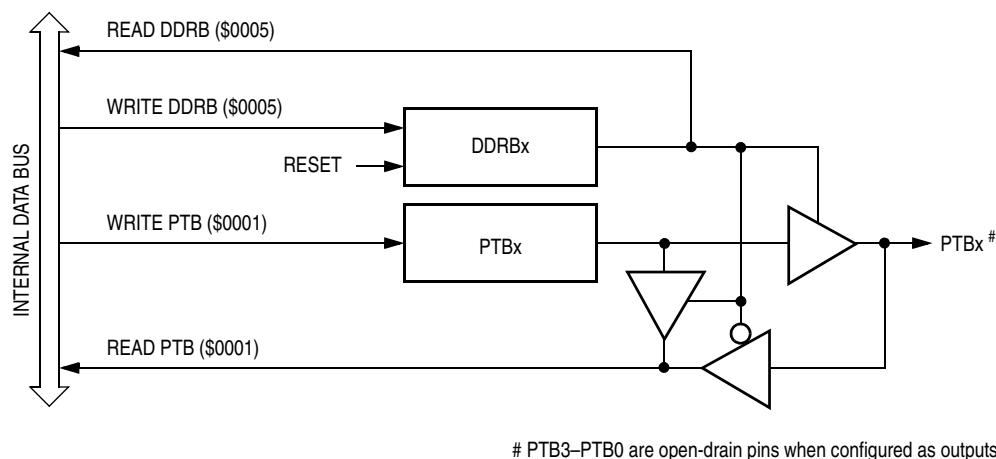 READ DDRB ($0005)
WRITE DDRB ($0005)
DDRBx
RESET
INTERNAL DATA BUS
WRITE PTB ($0001)
PTBx
PTBx #
READ PTB ($0001)
# PTB3–PTB0 are open-drain pins when configured as outputs